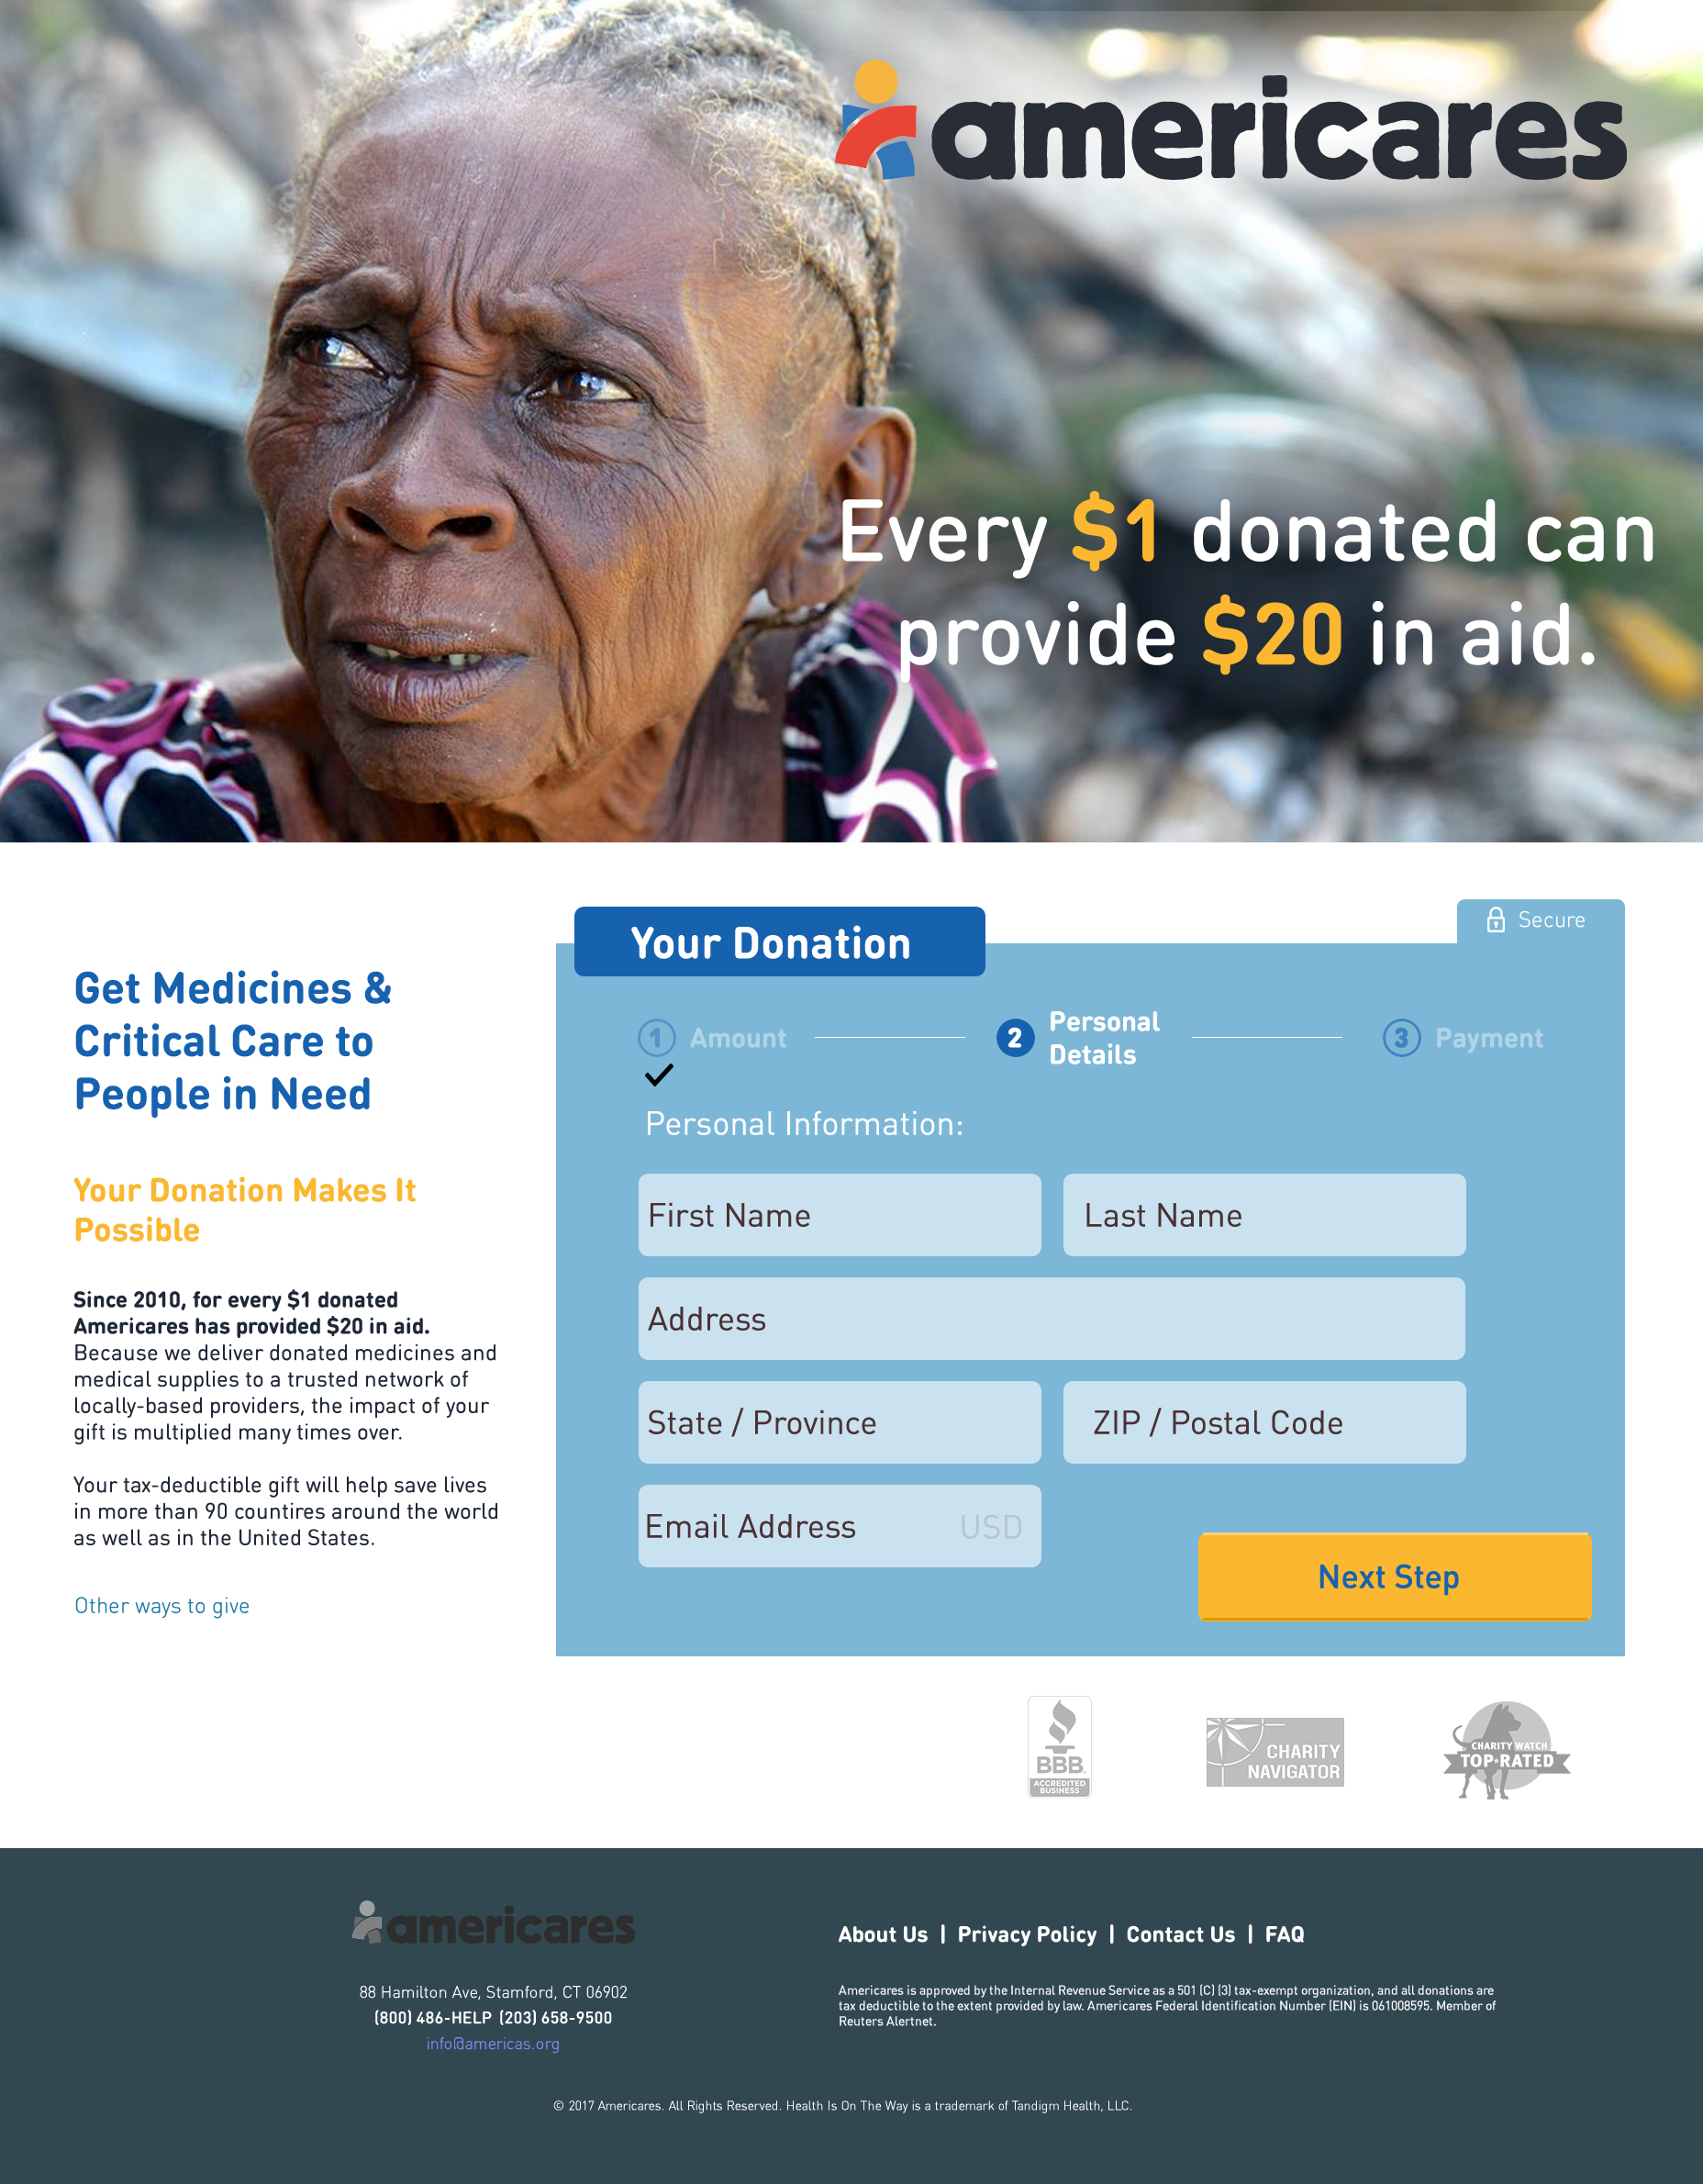 americares
Every $1 donated can
provide $20 in aid.
Your Donation
Secure
Get Medicines &
Critical Care to
People in Need
1 Amount
2 Personal
Details
3 Payment
Personal Information:
Your Donation Makes It
Possible
First Name
Last Name
Since 2010, for every $1 donated
Americares has provided $20 in aid.
Because we deliver donated medicines and
medical supplies to a trusted network of
locally-based providers, the impact of your
gift is multiplied many times over.
Address
State / Province
ZIP / Postal Code
Your tax-deductible gift will help save lives
in more than 90 countires around the world
as well as in the United States.
Email Address USD
Next Step
Other ways to give
BBB.
ACCREDITED
BUSINESS
CHARITY
NAVIGATOR
CHARITY WATCH
TOP★RATED
americares
88 Hamilton Ave, Stamford, CT 06902
(800) 486-HELP (203) 658-9500
info@americas.org
About Us | Privacy Policy | Contact Us | FAQ
Americares is approved by the Internal Revenue Service as a 501 (C) (3) tax-exempt organization, and all donations are
tax deductible to the extent provided by law. Americares Federal Identification Number (EIN) is 061008595. Member of
Reuters Alertnet.
© 2017 Americares. All Rights Reserved. Health Is On The Way is a trademark of Tandigm Health, LLC.